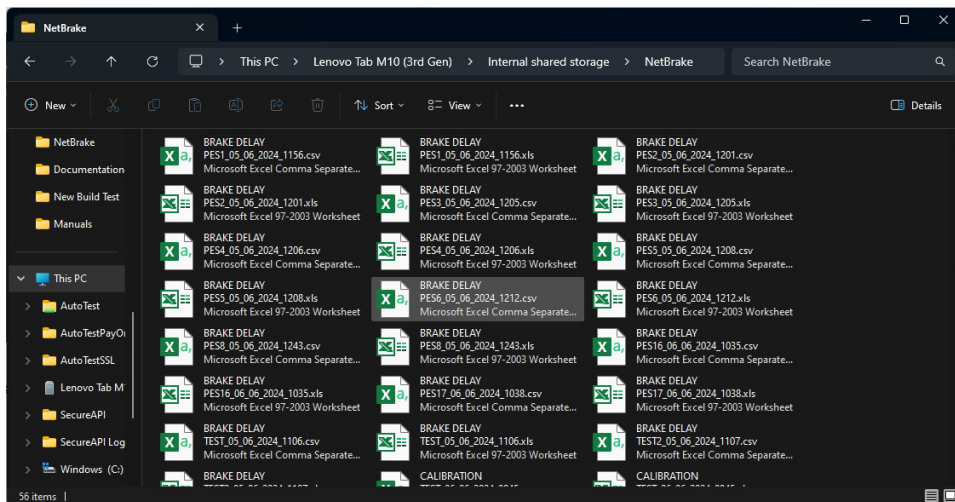 NetBrake
This PC > Lenovo Tab M10 (3rd Gen) > Internal shared storage > NetBrake
Search NetBrake
New
Sort
View
Details
NetBrake
Documentation
New Build Test
Manuals
This PC
AutoTest
AutoTestPayOr
AutoTestSSL
Lenovo Tab M
SecureAPI
SecureAPI Log
Windows (C:)
BRAKE DELAY
PES1_05_06_2024_1156.csv
Microsoft Excel Comma Separate...
BRAKE DELAY
PES1_05_06_2024_1156.xls
Microsoft Excel 97-2003 Worksheet
BRAKE DELAY
PES2_05_06_2024_1201.csv
Microsoft Excel Comma Separate...
BRAKE DELAY
PES2_05_06_2024_1201.xls
Microsoft Excel 97-2003 Worksheet
BRAKE DELAY
PES3_05_06_2024_1205.csv
Microsoft Excel Comma Separate...
BRAKE DELAY
PES3_05_06_2024_1205.xls
Microsoft Excel 97-2003 Worksheet
BRAKE DELAY
PES4_05_06_2024_1206.csv
Microsoft Excel Comma Separate...
BRAKE DELAY
PES4_05_06_2024_1206.xls
Microsoft Excel 97-2003 Worksheet
BRAKE DELAY
PES5_05_06_2024_1208.csv
Microsoft Excel Comma Separate...
BRAKE DELAY
PES5_05_06_2024_1208.xls
Microsoft Excel 97-2003 Worksheet
BRAKE DELAY
PES6_05_06_2024_1212.csv
Microsoft Excel Comma Separate...
BRAKE DELAY
PES6_05_06_2024_1212.xls
Microsoft Excel 97-2003 Worksheet
BRAKE DELAY
PES8_05_06_2024_1243.csv
Microsoft Excel Comma Separate...
BRAKE DELAY
PES8_05_06_2024_1243.xls
Microsoft Excel 97-2003 Worksheet
BRAKE DELAY
PES16_06_06_2024_1035.csv
Microsoft Excel Comma Separate...
BRAKE DELAY
PES16_06_06_2024_1035.xls
Microsoft Excel 97-2003 Worksheet
BRAKE DELAY
PES17_06_06_2024_1038.csv
Microsoft Excel Comma Separate...
BRAKE DELAY
PES17_06_06_2024_1038.xls
Microsoft Excel 97-2003 Worksheet
BRAKE DELAY
TEST_05_06_2024_1106.csv
Microsoft Excel Comma Separate...
BRAKE DELAY
TEST_05_06_2024_1106.xls
Microsoft Excel 97-2003 Worksheet
BRAKE DELAY
TEST2_05_06_2024_1107.csv
Microsoft Excel Comma Separate...
BRAKE DELAY
CALIBRATION
CALIBRATION
56 items